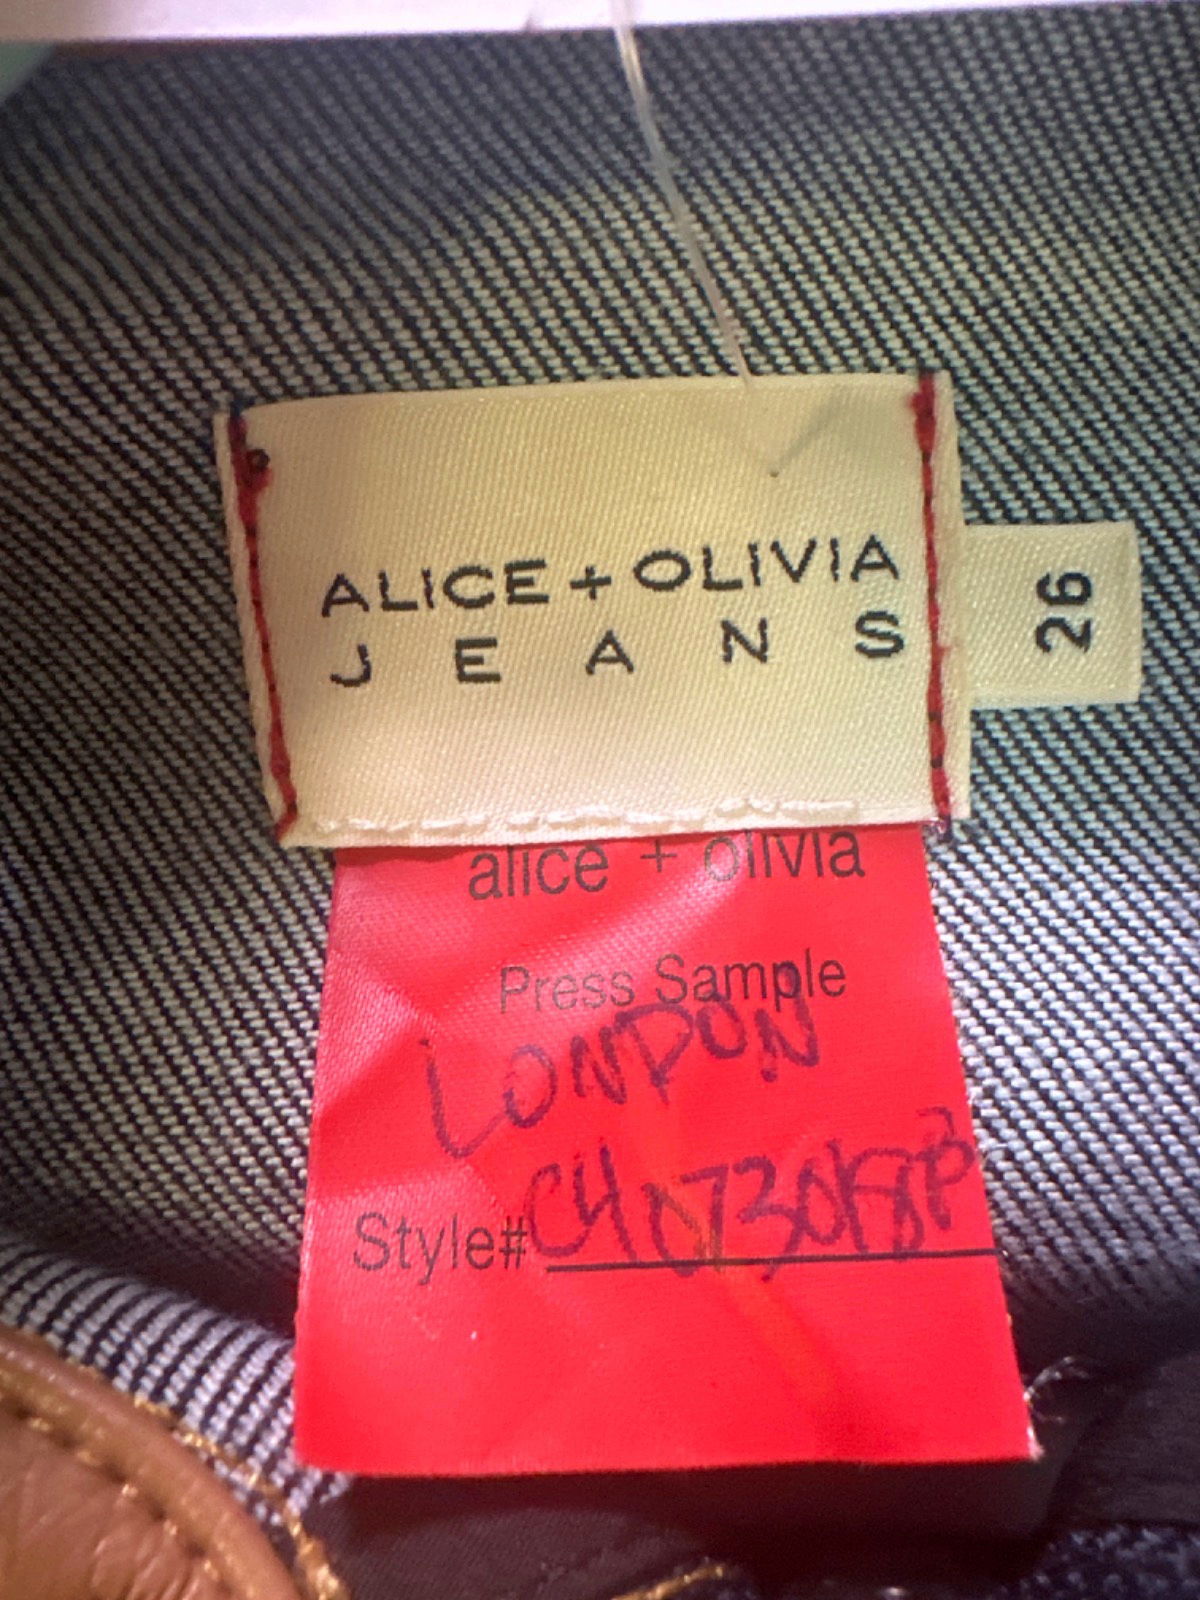 ALICE + OLIVIA
JEANS
26
alice + olivia
Press Sample
LONDON
Style#